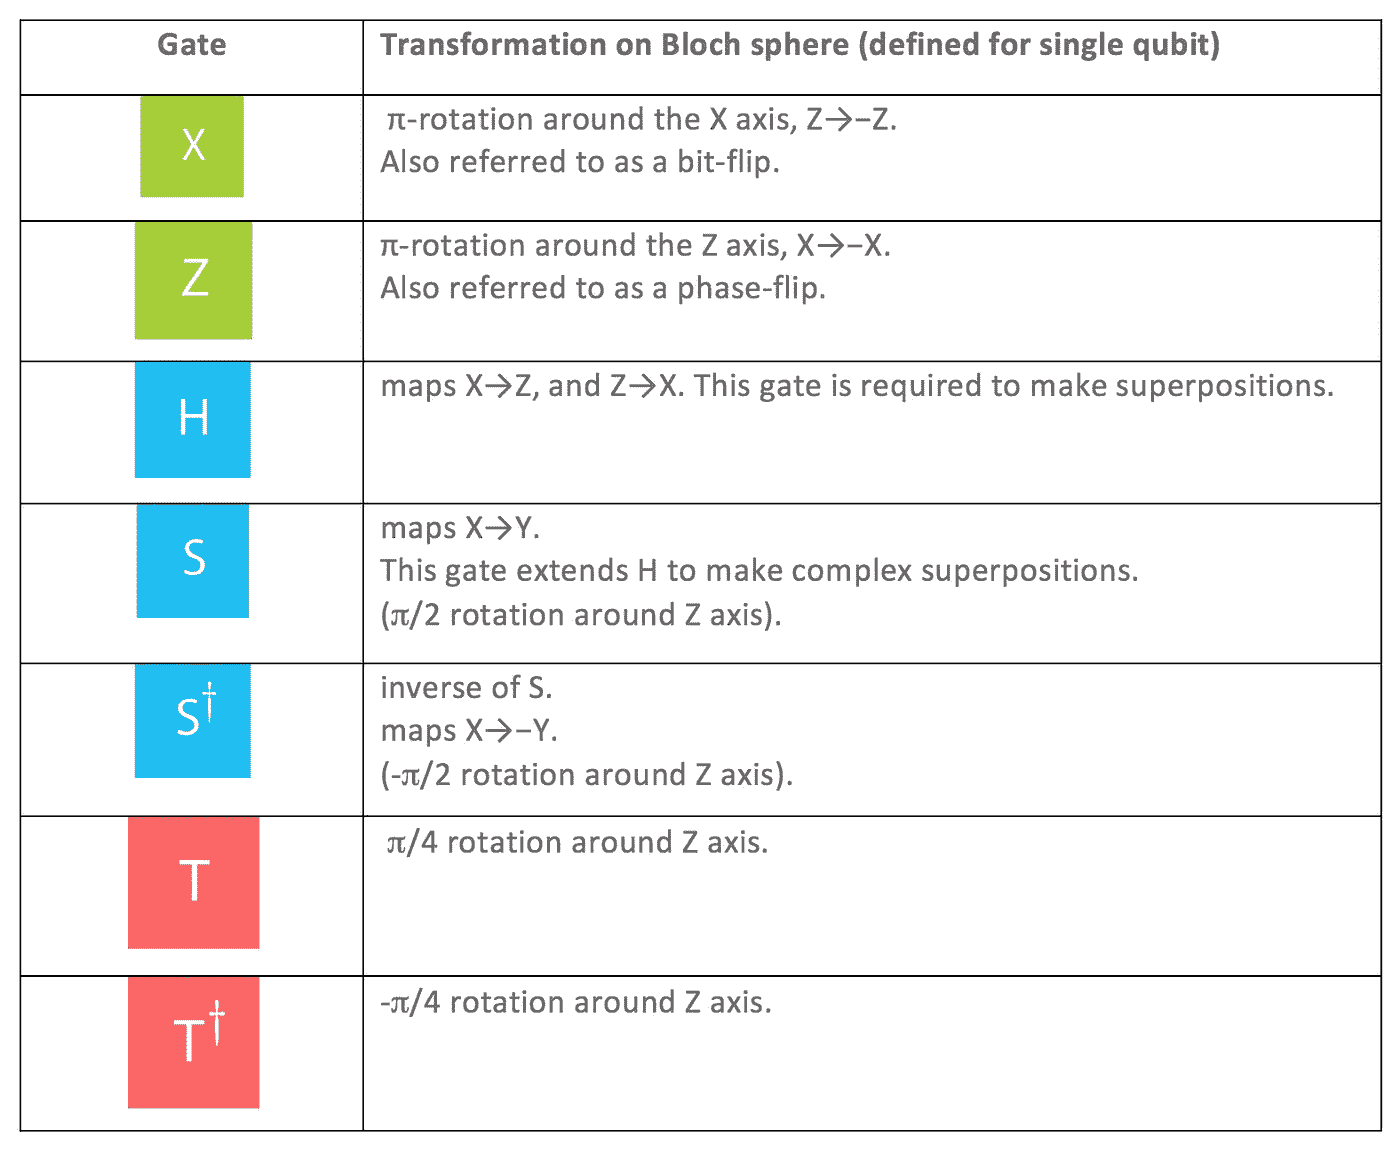 Gate
Transformation on Bloch sphere (defined for single qubit)
X
π-rotation around the X axis, Z→−Z.
Also referred to as a bit-flip.
Z
π-rotation around the Z axis, X→−X.
Also referred to as a phase-flip.
H
maps X→Z, and Z→X. This gate is required to make superpositions.
S
maps X→Y.
This gate extends H to make complex superpositions.
(π/2 rotation around Z axis).
S†
inverse of S.
maps X→−Y.
(-π/2 rotation around Z axis).
T
π/4 rotation around Z axis.
T†
-π/4 rotation around Z axis.